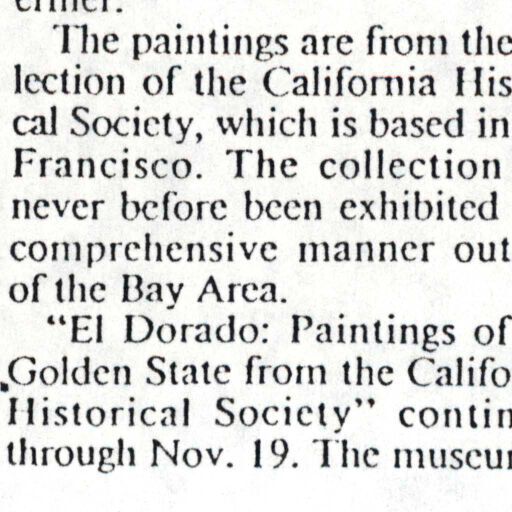 The paintings are from the
lection of the California His
cal Society, which is based in
Francisco. The collection
never before been exhibited
comprehensive manner out
of the Bay Area.
"El Dorado: Paintings of
Golden State from the Califo
Historical Society" contin
through Nov. 19. The museu